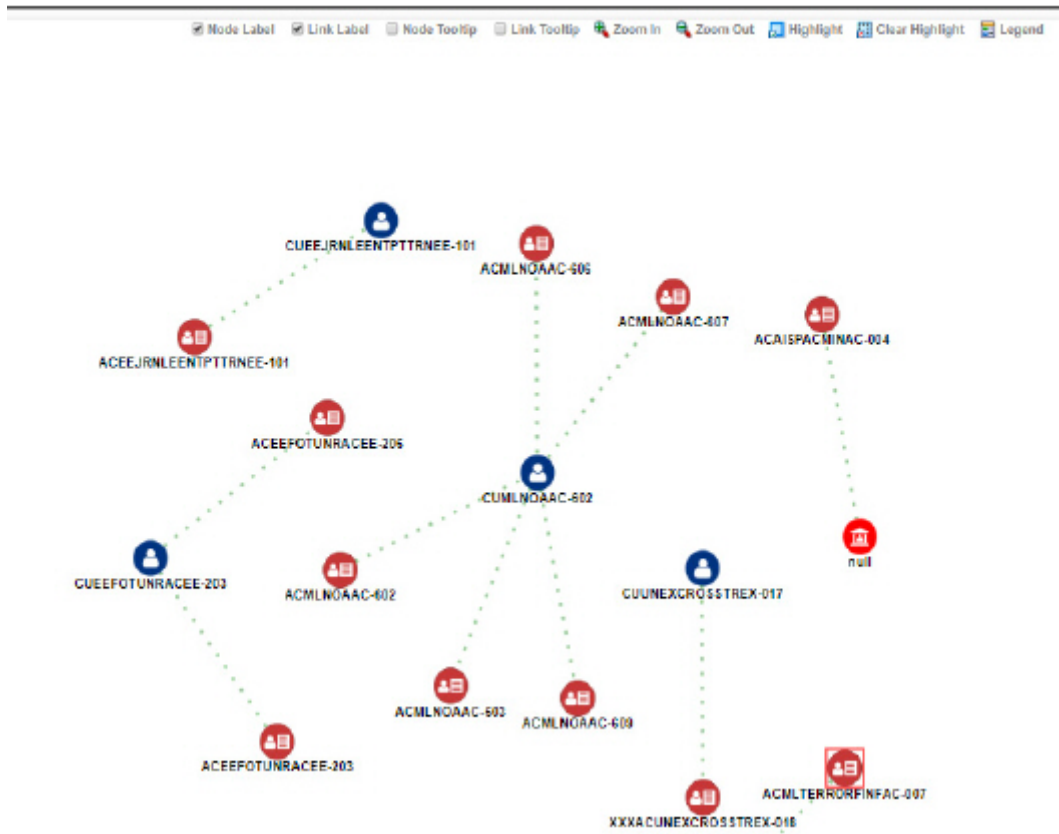 Node Label Link Label Node Tooltip Link Tooltip Zoom In Zoom Out Highlight Clear Highlight Legend
CUEEJRNLEENTPTTRNEE-101
ACMLNOAAC-606
ACMLNOAAC-607
ACAISPACMINAC-004
ACEEJRNLEENTPTTRNEE-101
ACEEFOTUNRACEE-206
CUMLNOAAC-602
null
CUEEFOTUNRACEE-203
ACMLNOAAC-602
CUUNEXCROSSTREX-017
ACMLNOAAC-603
ACMLNOAAC-609
ACEEFOTUNRACEE-203
ACMLTERRORFINFAC-007
XXXACUNEXCROSSTREX-018